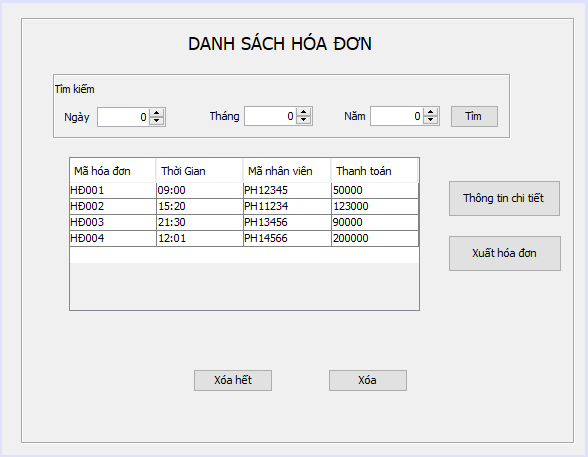 DANH SÁCH HÓA ĐƠN
Tìm kiếm
Ngày 0 Tháng 0 Năm 0 Tìm
Mã hóa đơn Thời Gian Mã nhân viên Thanh toán
HĐ001 09:00 PH12345 50000
HĐ002 15:20 PH11234 123000
HĐ003 21:30 PH13456 90000
HĐ004 12:01 PH14566 200000
Thông tin chi tiết
Xuất hóa đơn
Xóa hết Xóa